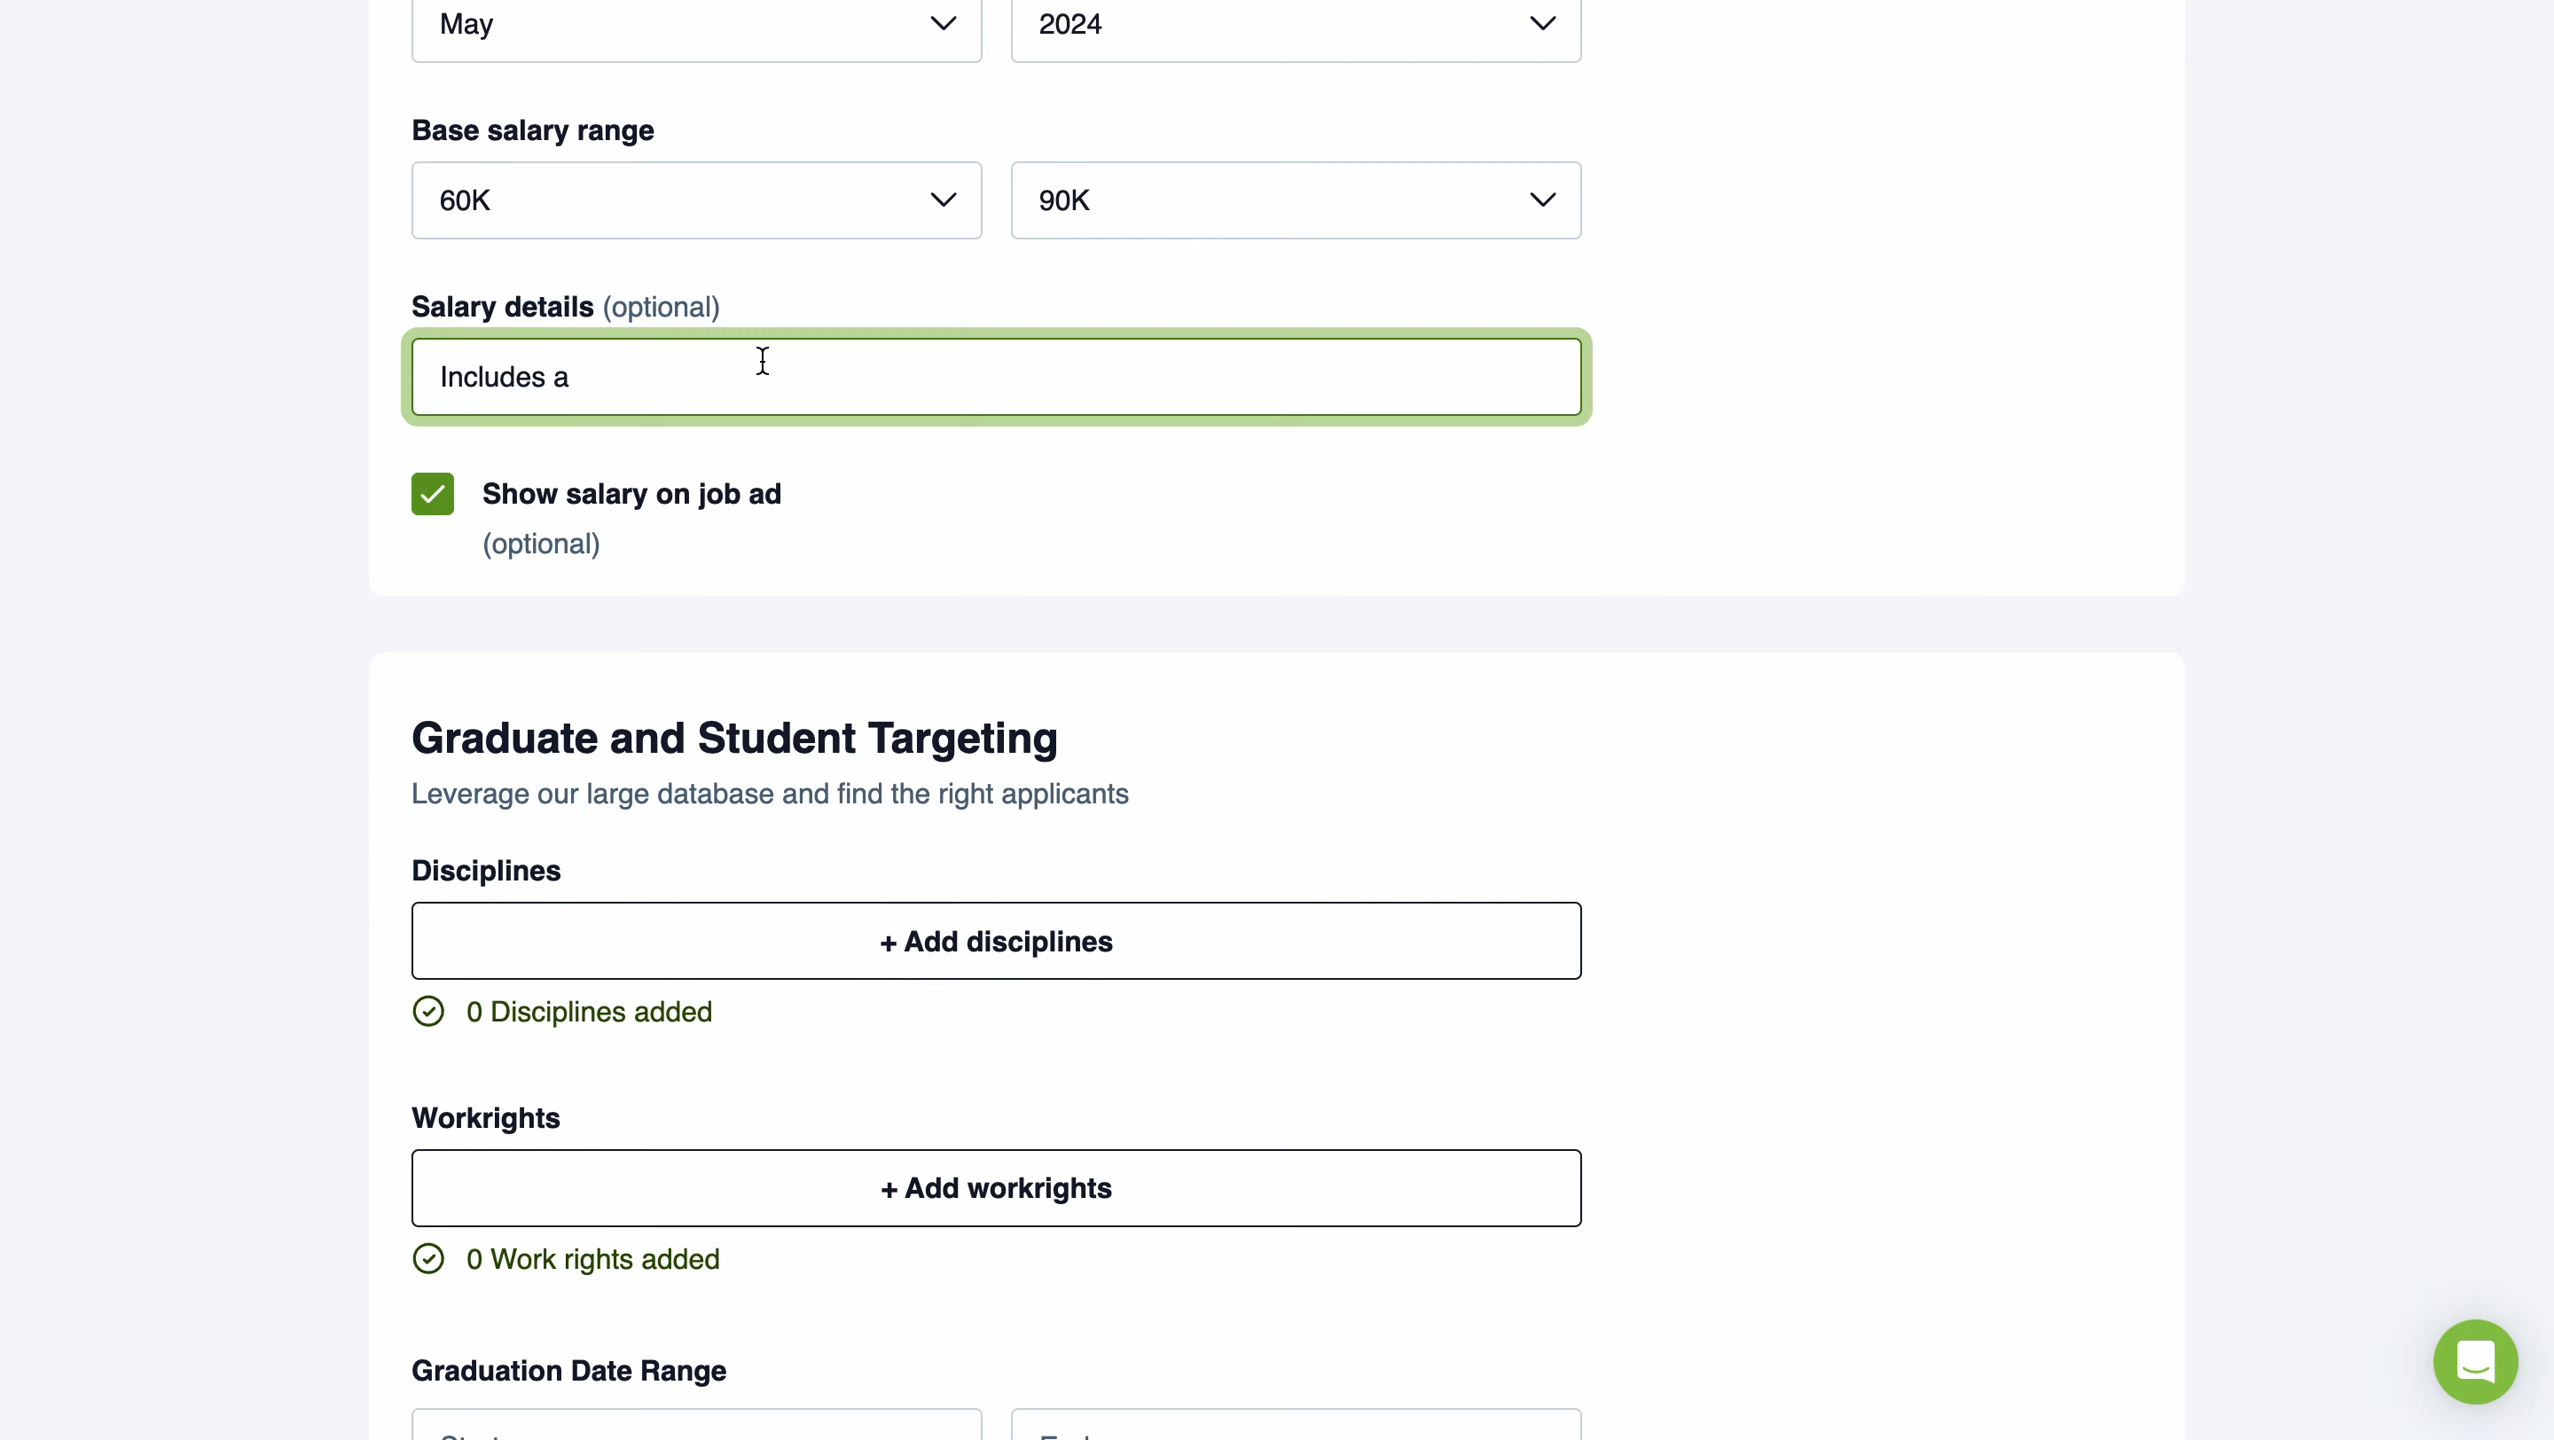 May
2024
Base salary range
60K
90K
Salary details (optional)
Includes a
Show salary on job ad
(optional)
Graduate and Student Targeting
Leverage our large database and find the right applicants
Disciplines
+ Add disciplines
0 Disciplines added
Workrights
+ Add workrights
0 Work rights added
Graduation Date Range